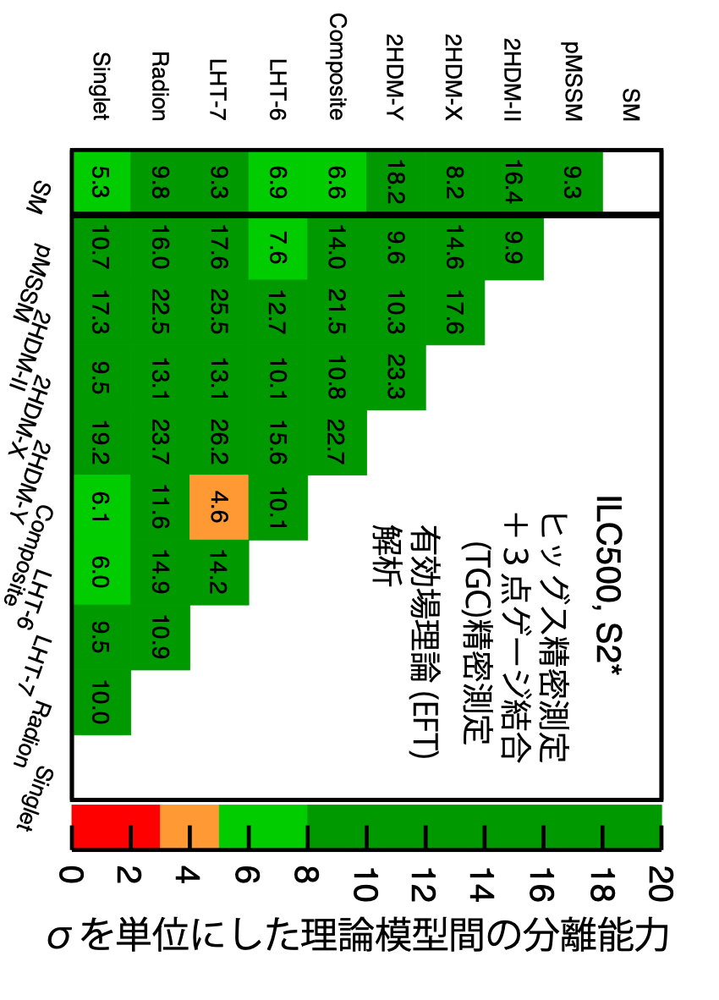 ILC500, S2*
ヒッグス精密測定
＋３点ゲージ結合
(TGC)精密測定
有効場理論 (EFT)
解析
SM
pMSSM 9.3
2HDM-II 16.4 9.9
2HDM-X 8.2 14.6 17.6
2HDM-Y 18.2 9.6 10.3 23.3
Composite 6.6 14.0 21.5 10.8 22.7
LHT-6 6.9 7.6 12.7 10.1 15.6 10.1
LHT-7 9.3 17.6 25.5 13.1 26.2 4.6 14.2
Radion 9.8 16.0 22.5 13.1 23.7 11.6 14.9 10.9
Singlet 5.3 10.7 17.3 9.5 19.2 6.1 6.0 9.5 10.0
SM
pMSSM
2HDM-II
2HDM-X
2HDM-Y
Composite
LHT-6
LHT-7
Radion
Singlet
20
18
16
14
12
10
8
6
4
2
0
σを単位にした理論模型間の分離能力